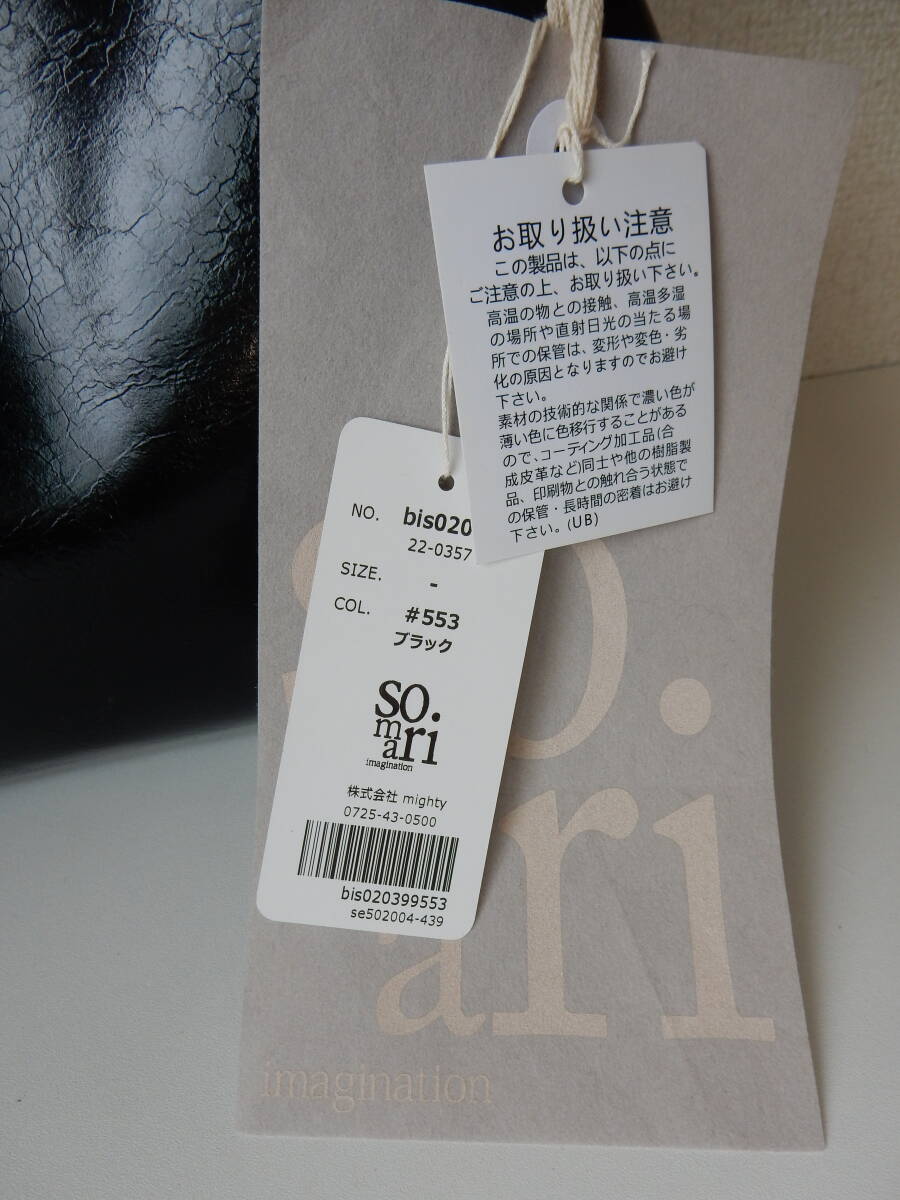 お取り扱い注意
この製品は、以下の点に
ご注意の上、お取り扱い下さい。
高温の物との接触、高温多湿
の場所や直射日光の当たる場
所での保管は、変形や変色・劣
化の原因となりますのでお避け
下さい。
素材の技術的な関係で濃い色が
薄い色に色移行することがある
ので、コーティング加工品(合
成皮革など)同士や他の樹脂製
品、印刷物との触れ合う状態で
の保管・長時間の密着はお避け
下さい。(UB)
NO. bis020
22-0357
SIZE. -
COL. #553
ブラック
so.
m
ari
imagination
株式会社 mighty
0725-43-0500
bis020399553
se502004-439
so.
ari
imagination